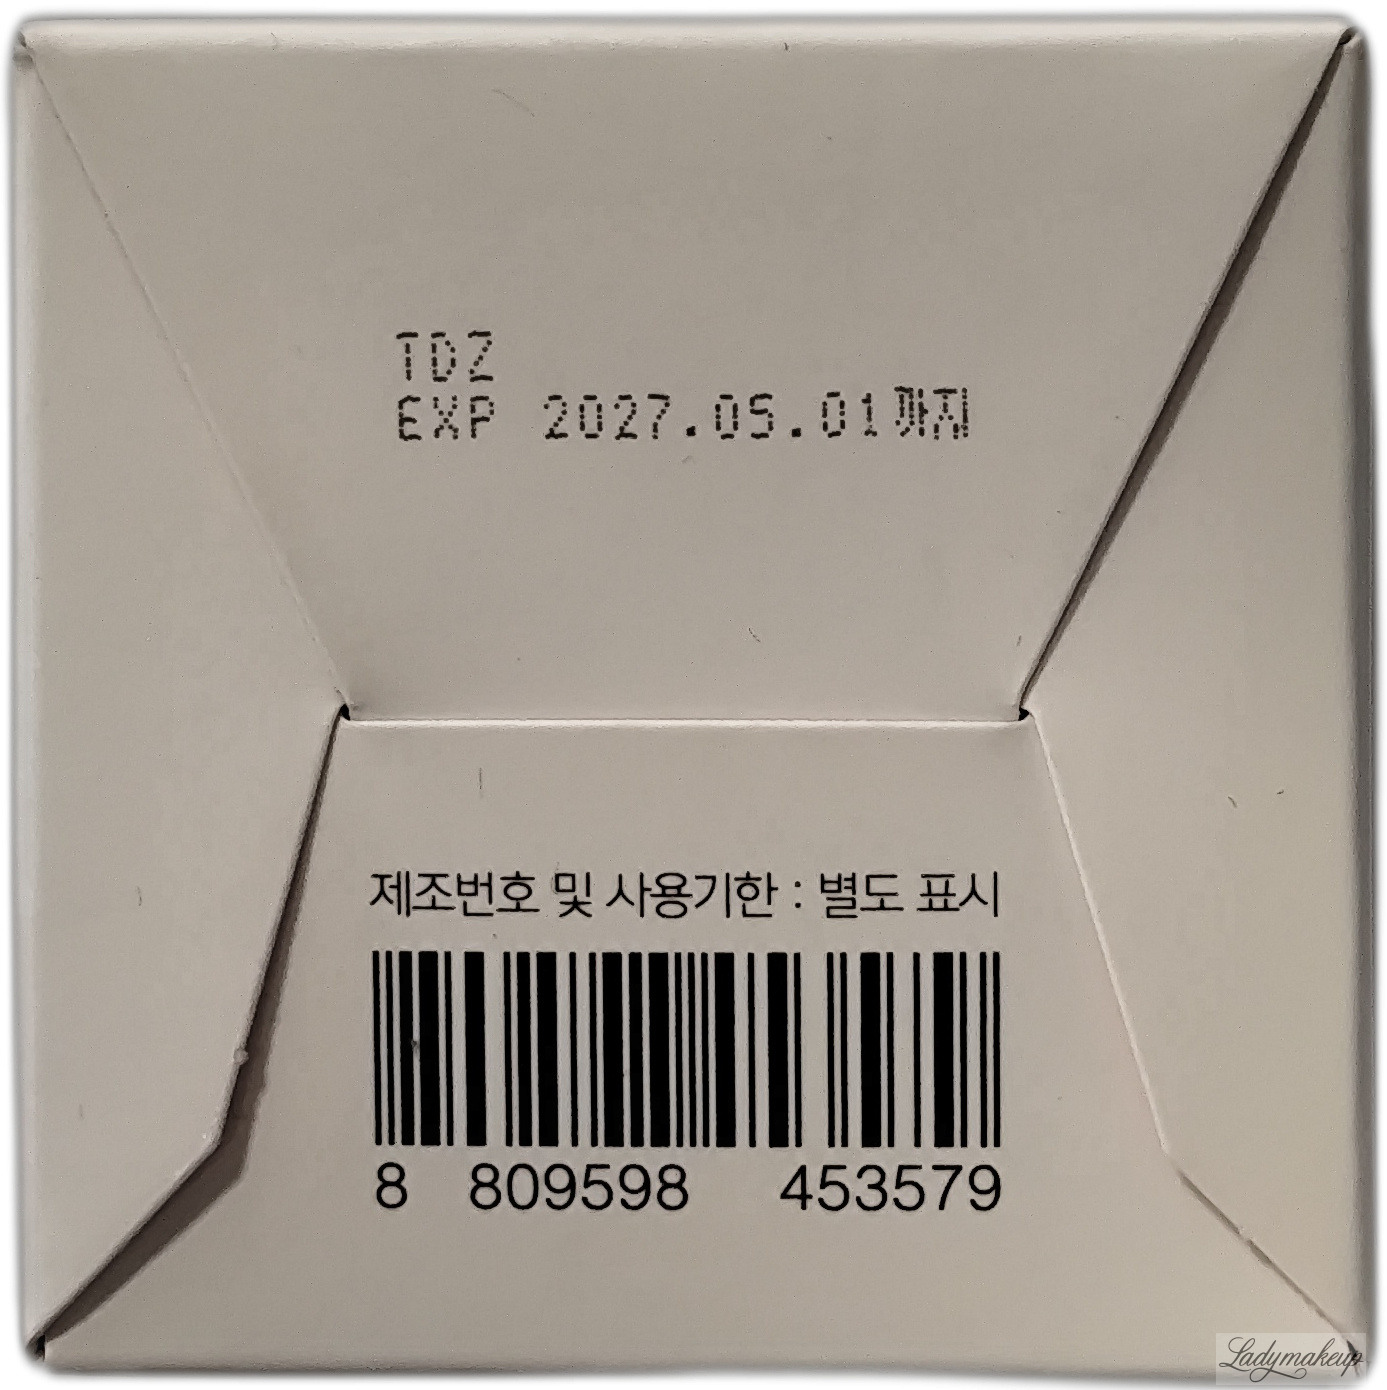 TDZ
EXP 2027.05.01까지
제조번호 및 사용기한 : 별도 표시
8 809598 453579
Ladymakeup